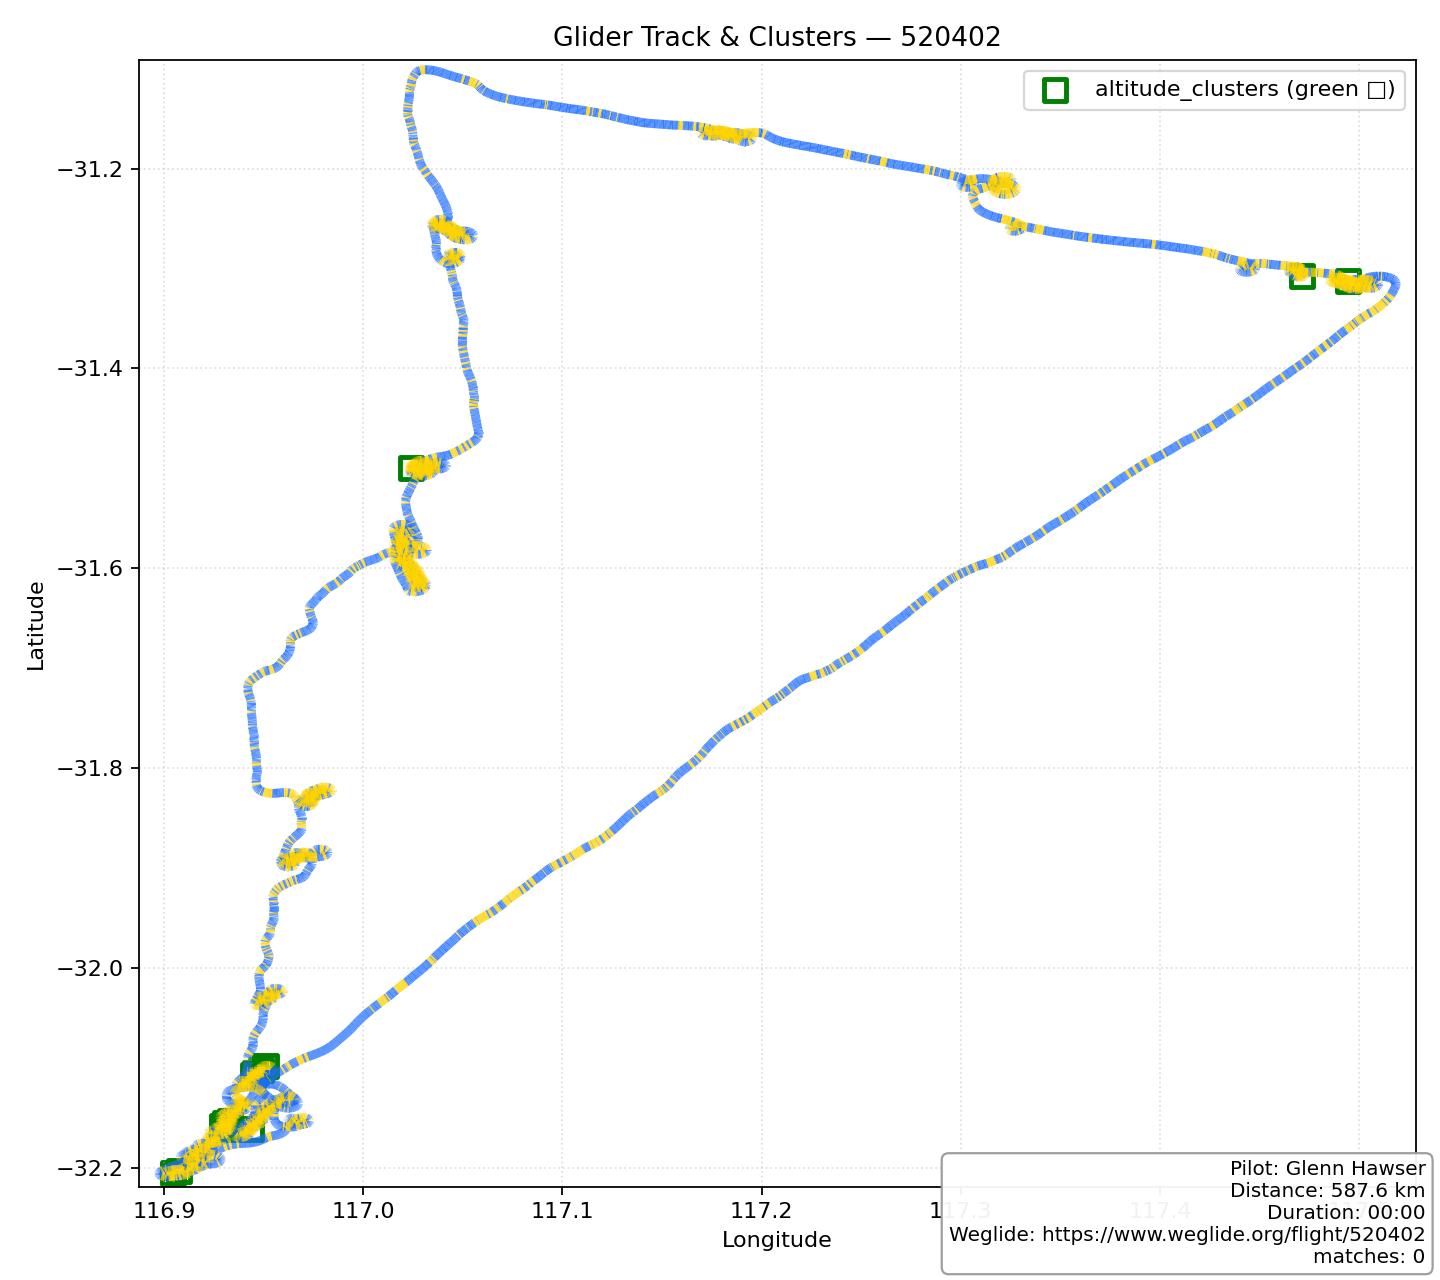 Glider Track & Clusters — 520402
altitude_clusters (green □)
Latitude
−31.2
−31.4
−31.6
−31.8
−32.0
−32.2
116.9
117.0
117.1
117.2
117.3
117.4
Longitude
Pilot: Glenn Hawser
Distance: 587.6 km
Duration: 00:00
Weglide: https://www.weglide.org/flight/520402
matches: 0